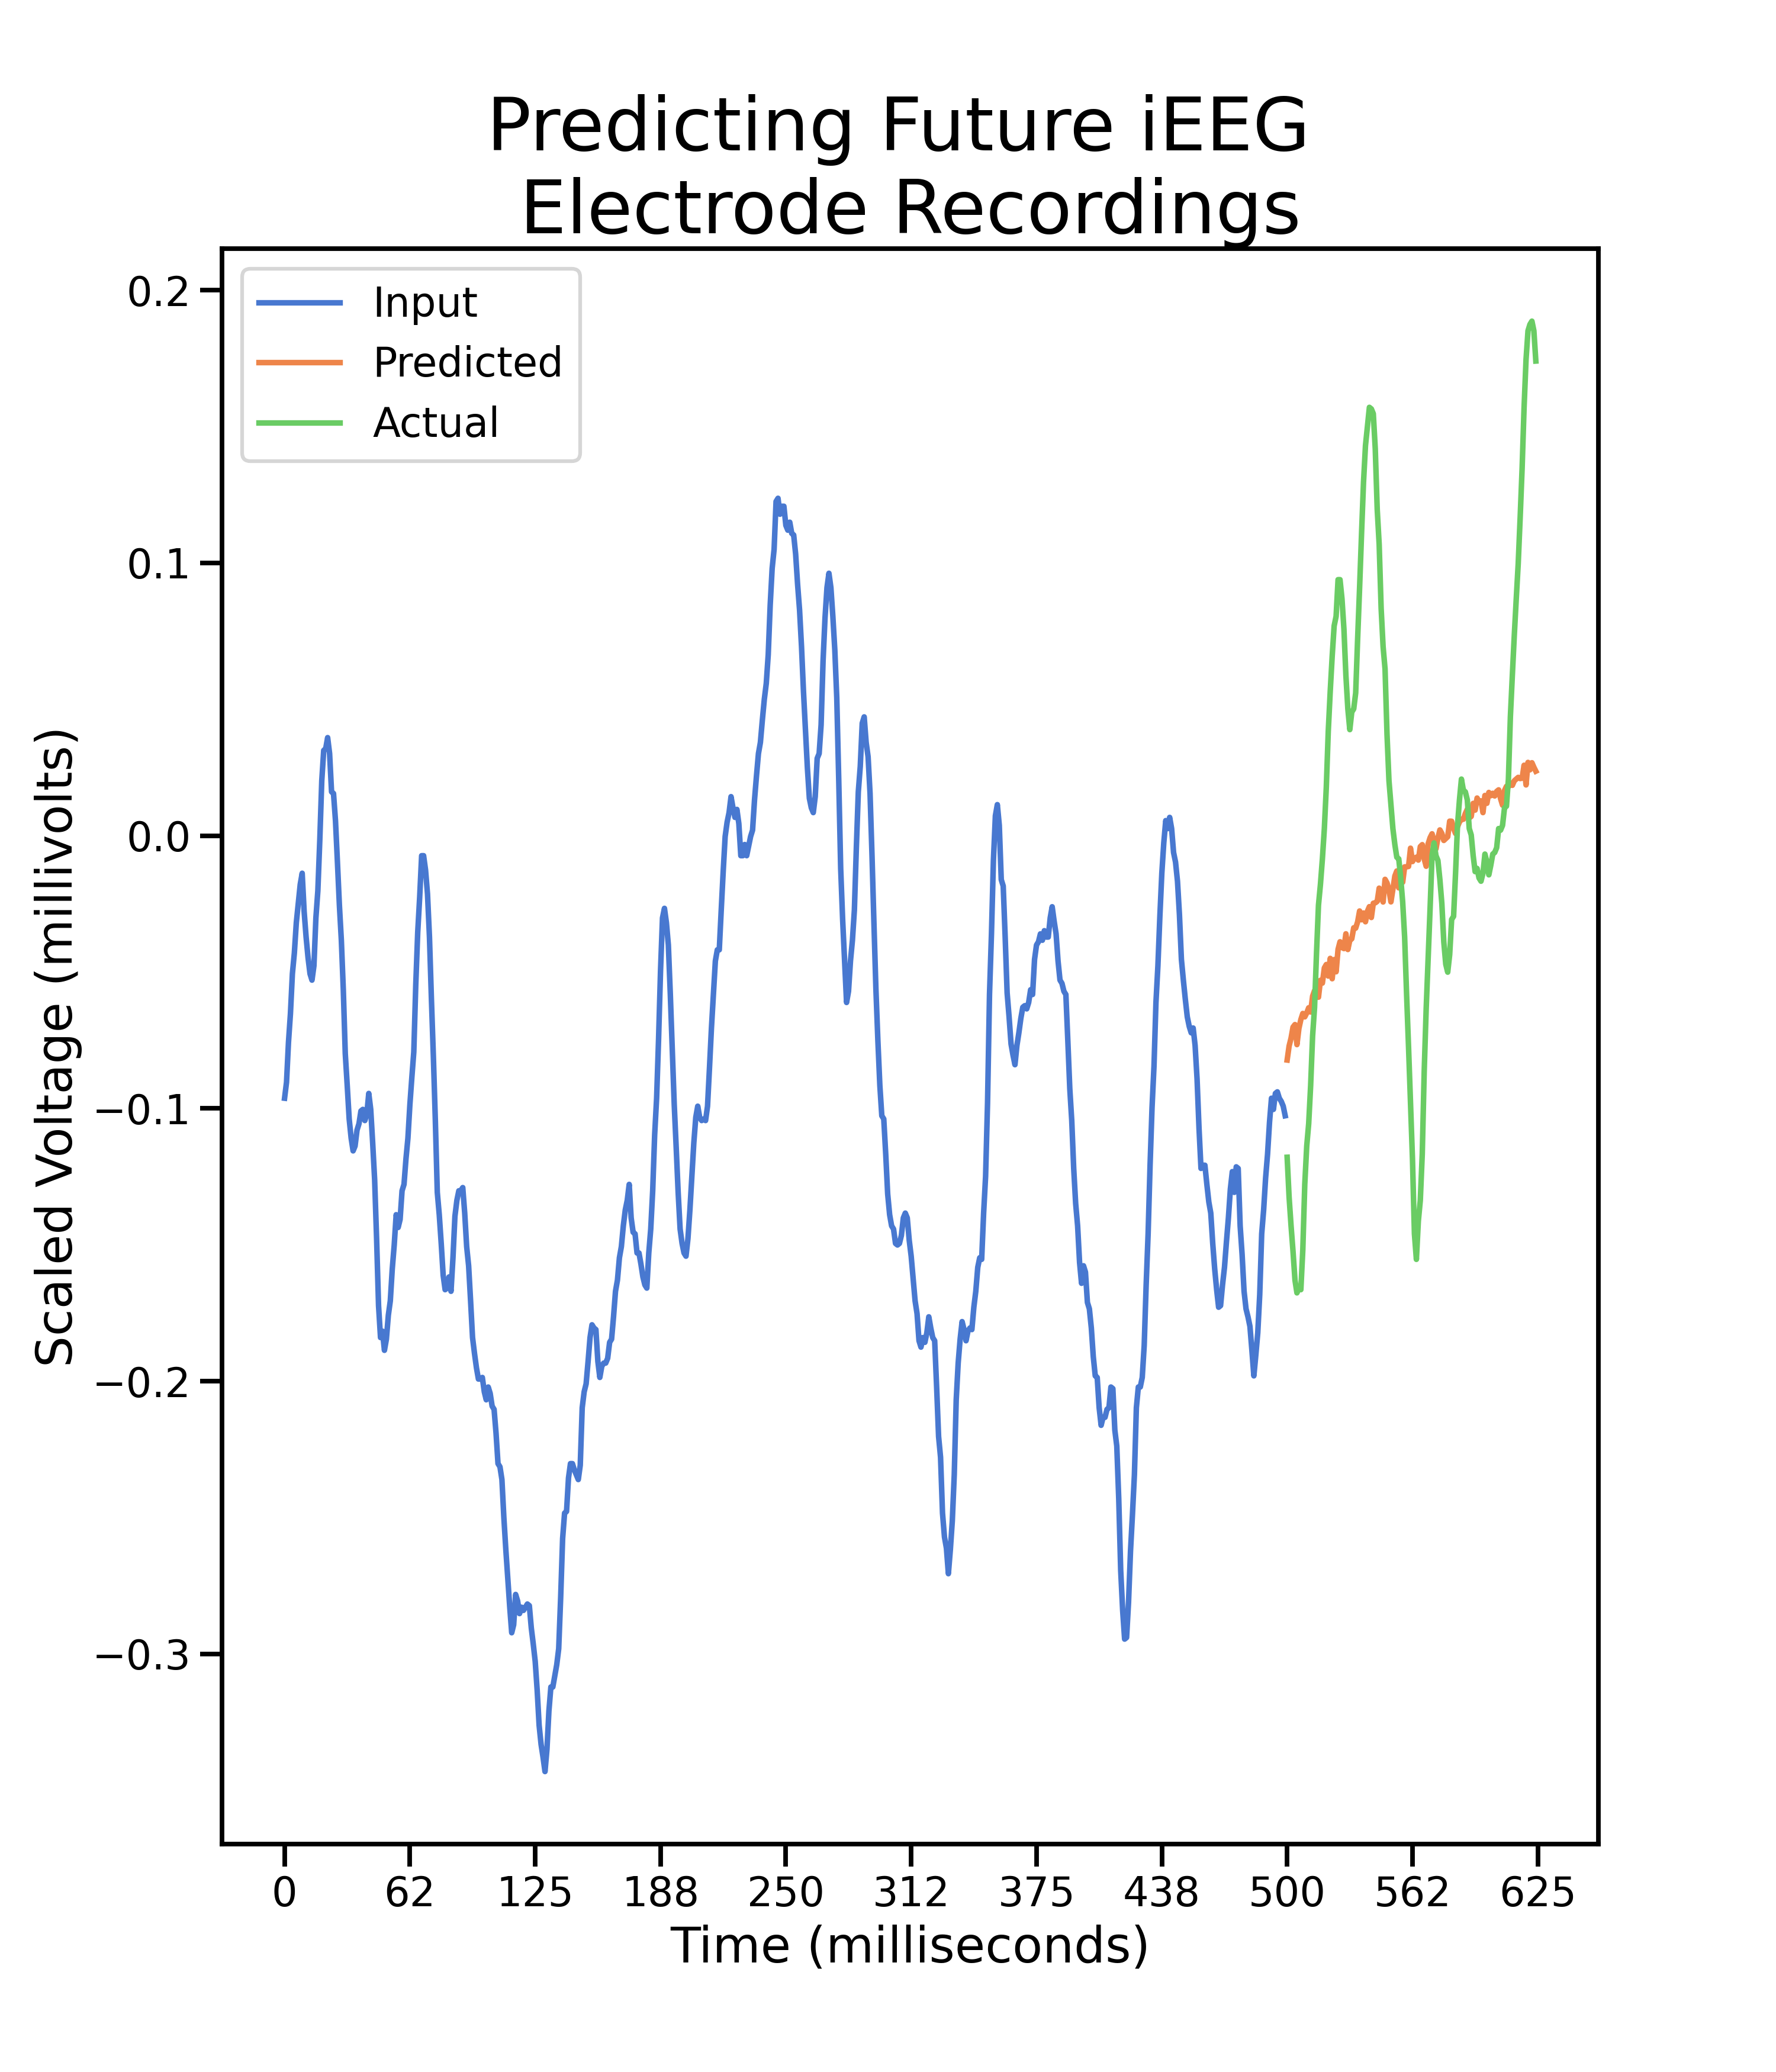 Predicting Future iEEG
Electrode Recordings
Input
Predicted
Actual
0.2
0.1
0.0
−0.1
−0.2
−0.3
Scaled Voltage (millivolts)
0 62 125 188 250 312 375 438 500 562 625
Time (milliseconds)